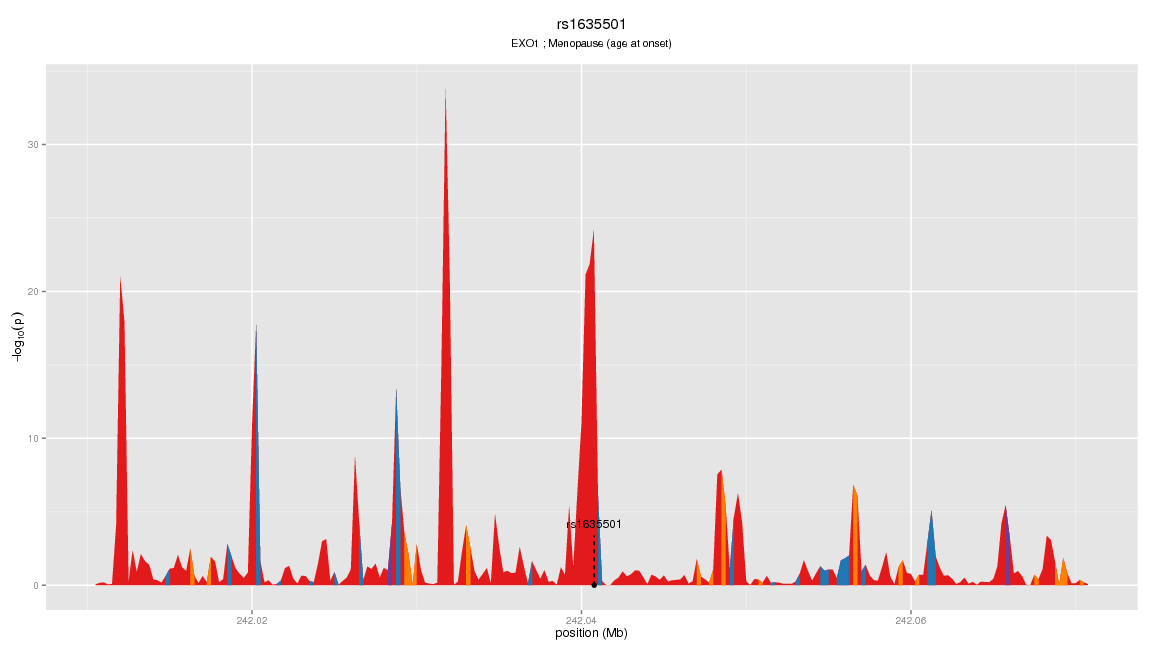 rs1635501
EXO1 ; Menopause (age at onset)
−log10(p)
30
20
10
0
rs1635501
242.02
242.04
242.06
position (Mb)